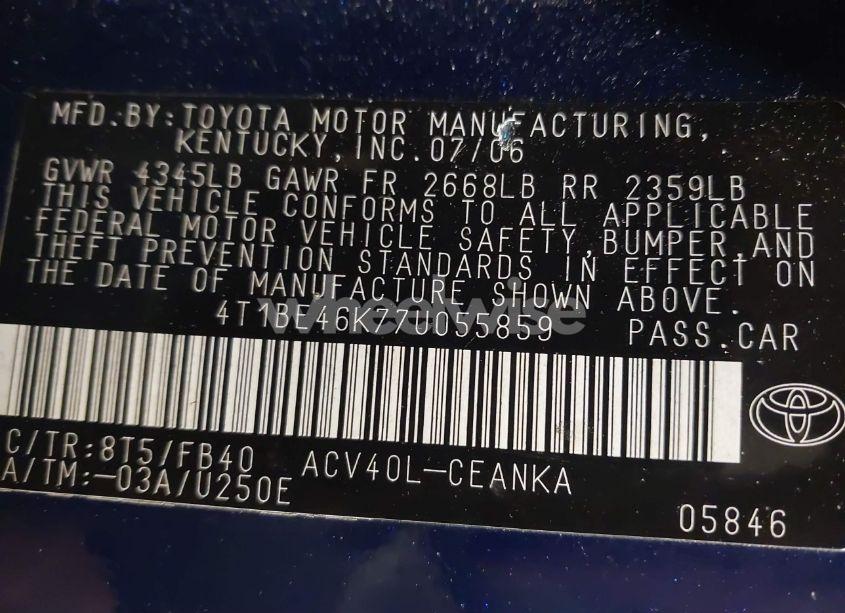 MFD.BY:TOYOTA MOTOR MANUFACTURING,
KENTUCKY,INC.07/06
GVWR 4345LB GAWR FR 2668LB RR 2359LB
THIS VEHICLE CONFORMS TO ALL APPLICABLE
FEDERAL MOTOR VEHICLE SAFETY,BUMPER,AND
THEFT PREVENTION STANDARDS IN EFFECT ON
THE DATE OF MANUFACTURE SHOWN ABOVE.
wheelwise
4T1BE46K77U055859 PASS.CAR
C/TR:8T5/FB40 ACV40L-CEANKA
A/TM:-03A/U250E
05846